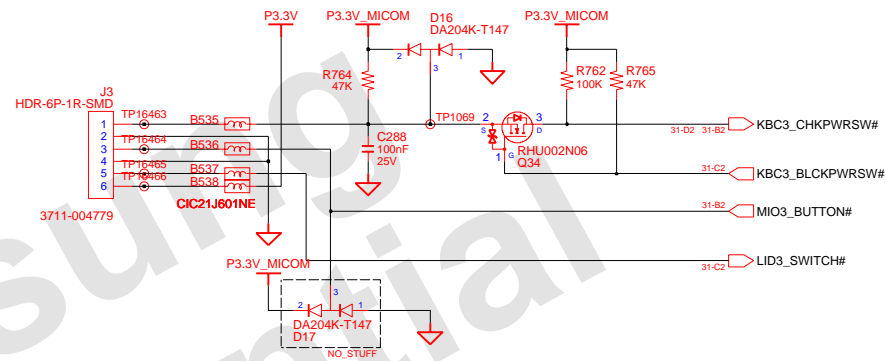 P3.3V
P3.3V_MICOM
D16
DA204K-T147
P3.3V_MICOM
2
1
3
R764
47K
R762
100K
R765
47K
J3
HDR-6P-1R-SMD
1
2
3
4
5
6
TP16463
TP16464
TP16465
TP16466
B535
B536
B537
B538
CIC21J601NE
3711-004779
C288
100nF
25V
TP1069
2
S
3
D
1
G
RHU002N06
Q34
31-D2
31-B2
KBC3_CHKPWRSW#
31-C2
KBC3_BLCKPWRSW#
31-B2
MIO3_BUTTON#
31-C2
LID3_SWITCH#
P3.3V_MICOM
3
2
1
DA204K-T147
D17
NO_STUFF
sung
ential